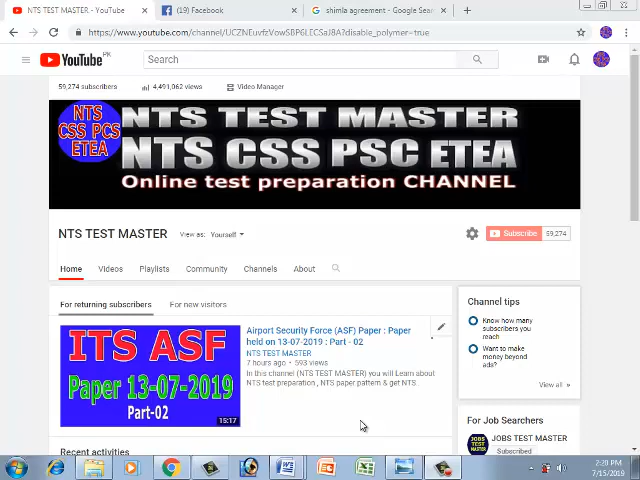 NTS TEST MASTER - YouTube
(19) Facebook
shimla agreement - Google Sear
https://www.youtube.com/channel/UCZNEuvfzVowSBP6LECSaJ8A?disable_polymer=true
YouTube PK
Search
59,274 subscribers
4,491,062 views
Video Manager
NTS
CSS PCS
ETEA
NTS TEST MASTER
NTS CSS PSC ETEA
Online test preparation CHANNEL
NTS TEST MASTER
View as: Yourself
Subscribe 59,274
Home Videos Playlists Community Channels About
For returning subscribers
For new visitors
ITS ASF
Paper 13-07-2019
Part-02
15:17
Airport Security Force (ASF) Paper : Paper
held on 13-07-2019 : Part - 02
NTS TEST MASTER
7 hours ago • 593 views
In this channel (NTS TEST MASTER) you will Learn about
NTS test preparation , NTS paper pattern & get NTS..
Recent activities
Channel tips
Know how many
subscribers you
reach
Want to make
money beyond
ads?
View all »
For Job Searchers
JOBS
TEST MASTER
JOBS TEST MASTER
Subscribed
2:20 PM
7/15/2019